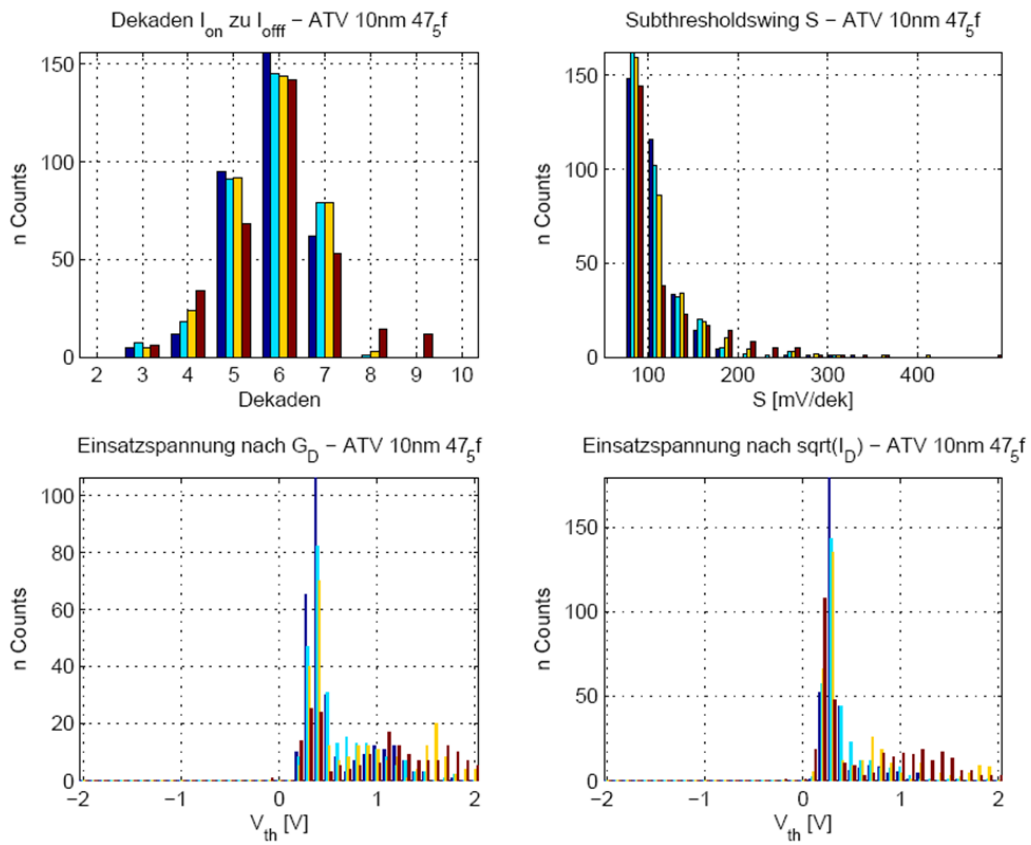 Dekaden I_on zu I_offf – ATV 10nm 47_5f
150
100
50
0
n Counts
2 3 4 5 6 7 8 9 10
Dekaden
Subthresholdswing S – ATV 10nm 47_5f
150
100
50
0
n Counts
100 200 300 400
S [mV/dek]
Einsatzspannung nach G_D – ATV 10nm 47_5f
100
80
60
40
20
0
n Counts
−2 −1 0 1 2
V_th [V]
Einsatzspannung nach sqrt(I_D) – ATV 10nm 47_5f
150
100
50
0
n Counts
−2 −1 0 1 2
V_th [V]